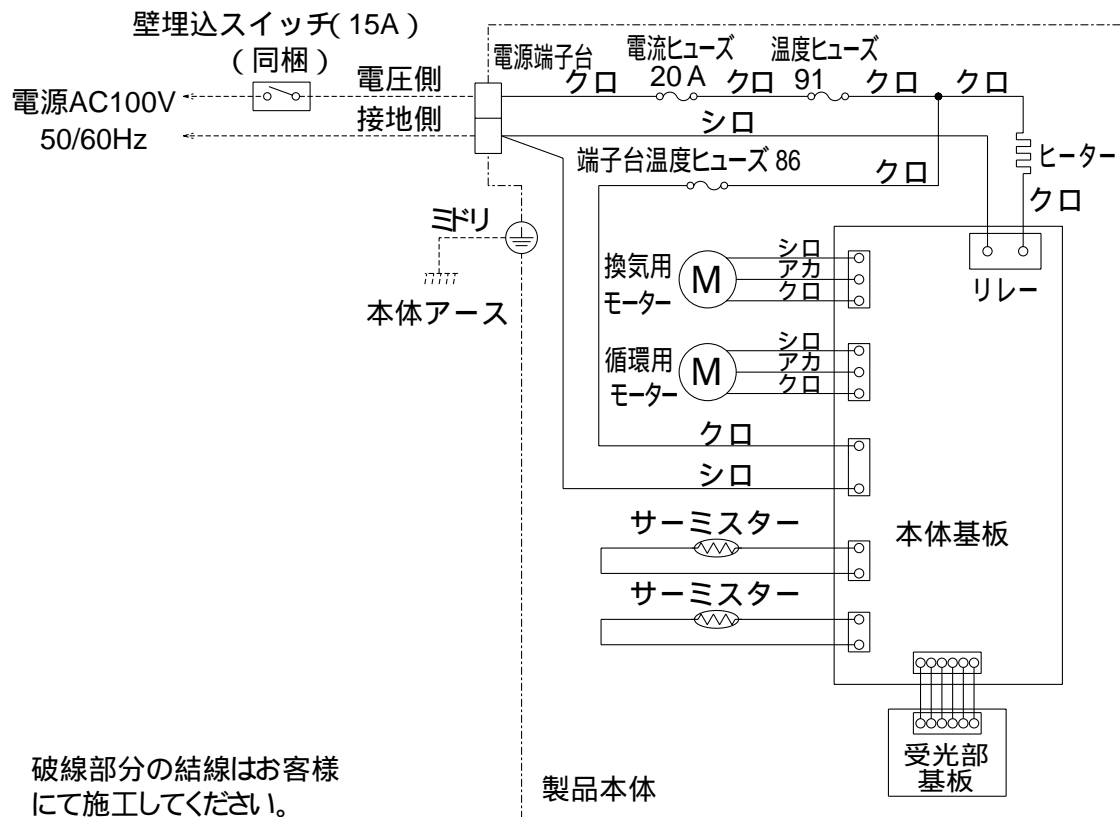 壁埋込スイッチ(15A)
(同梱)
電源AC100V
50/60Hz
電圧側
接地側
電源端子台
電流ヒューズ
20A
温度ヒューズ
91
クロ
クロ
クロ
クロ
シロ
端子台温度ヒューズ 86
クロ
ヒーター
クロ
ミドリ
本体アース
換気用
モーター
M
シロ
アカ
クロ
リレー
循環用
モーター
M
シロ
アカ
クロ
クロ
シロ
サーミスター
サーミスター
本体基板
受光部
基板
破線部分の結線はお客様
にて施工してください。
製品本体